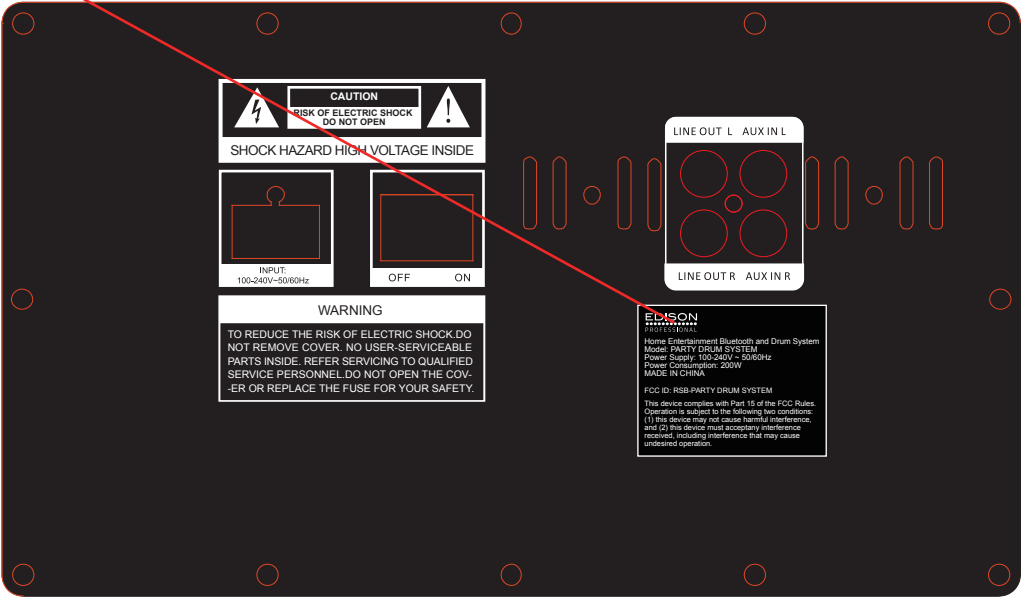 CAUTION
RISK OF ELECTRIC SHOCK
DO NOT OPEN
SHOCK HAZARD HIGH VOLTAGE INSIDE
INPUT:
100-240V~50/60Hz
OFF ON
WARNING
TO REDUCE THE RISK OF ELECTRIC SHOCK.DO
NOT REMOVE COVER. NO USER-SERVICEABLE
PARTS INSIDE. REFER SERVICING TO QUALIFIED
SERVICE PERSONNEL.DO NOT OPEN THE COV-
-ER OR REPLACE THE FUSE FOR YOUR SAFETY.
LINE OUT L AUX IN L
LINE OUT R AUX IN R
EDISON
PROFESSIONAL
Home Entertainment Bluetooth and Drum System
Model: PARTY DRUM SYSTEM
Power Supply: 100-240V ~ 50/60Hz
Power Consumption: 200W
MADE IN CHINA
FCC ID: RSB-PARTY DRUM SYSTEM
This device complies with Part 15 of the FCC Rules.
Operation is subject to the following two conditions:
(1) this device may not cause harmful interference,
and (2) this device must acceptany interference
received, including interference that may cause
undesired operation.